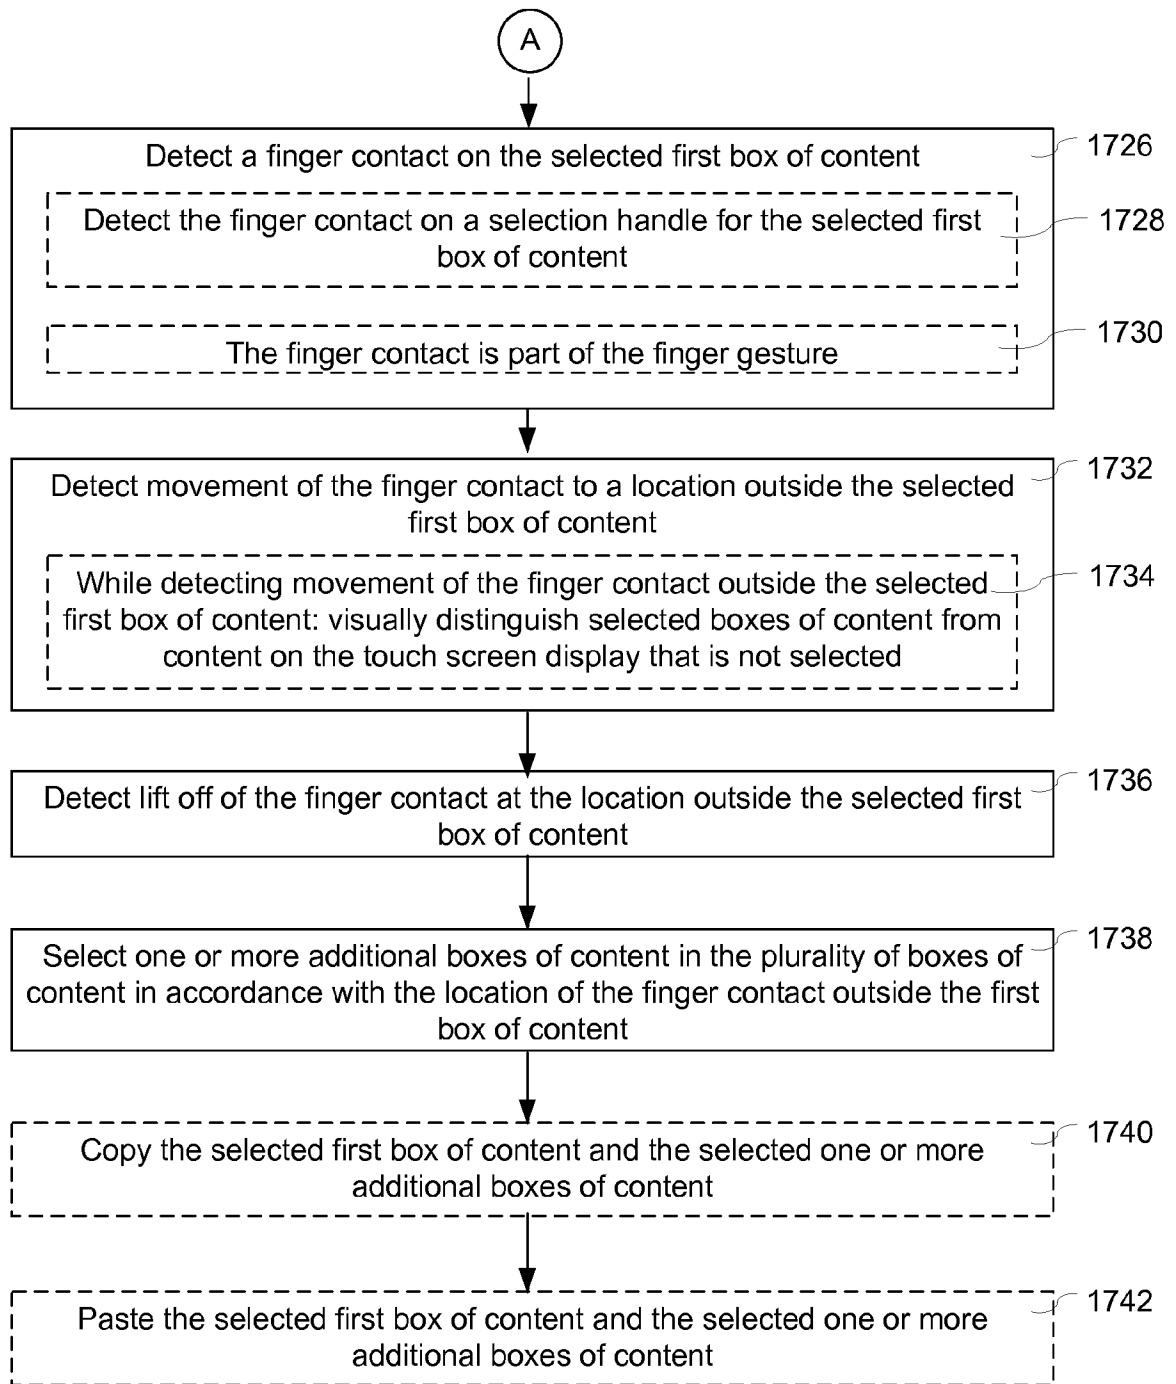 A
Detect a finger contact on the selected first box of content
1726
Detect the finger contact on a selection handle for the selected first
box of content
1728
The finger contact is part of the finger gesture
1730
Detect movement of the finger contact to a location outside the selected
first box of content
1732
While detecting movement of the finger contact outside the selected
first box of content: visually distinguish selected boxes of content from
content on the touch screen display that is not selected
1734
Detect lift off of the finger contact at the location outside the selected first
box of content
1736
Select one or more additional boxes of content in the plurality of boxes of
content in accordance with the location of the finger contact outside the first
box of content
1738
Copy the selected first box of content and the selected one or more
additional boxes of content
1740
Paste the selected first box of content and the selected one or more
additional boxes of content
1742